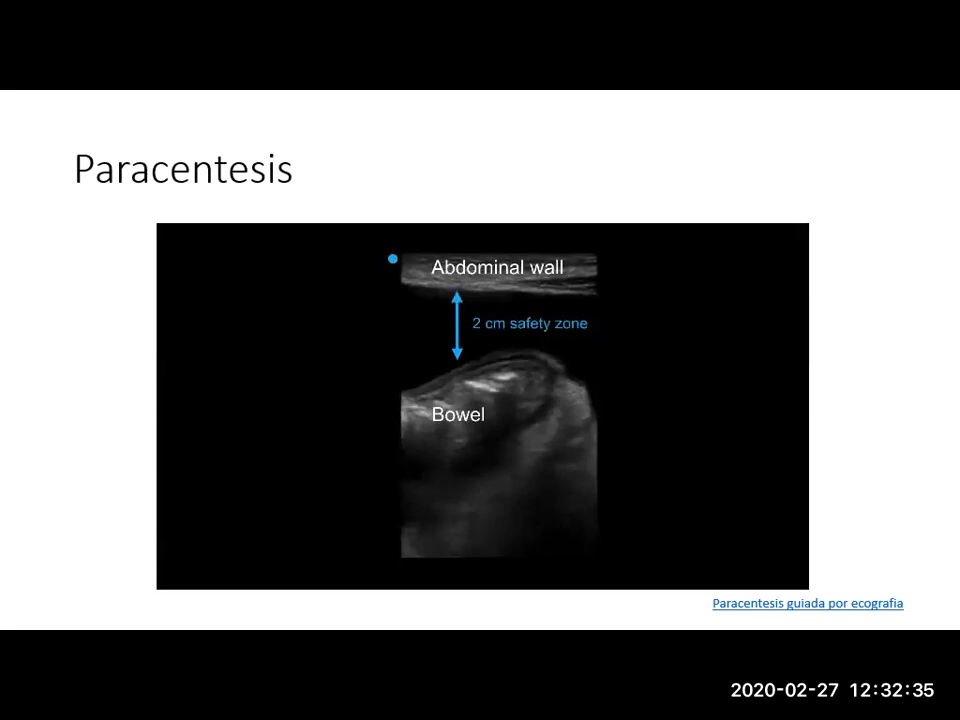 Paracentesis
Abdominal wall
2 cm safety zone
Bowel
Paracentesis guiada por ecografia
2020-02-27 12:32:35